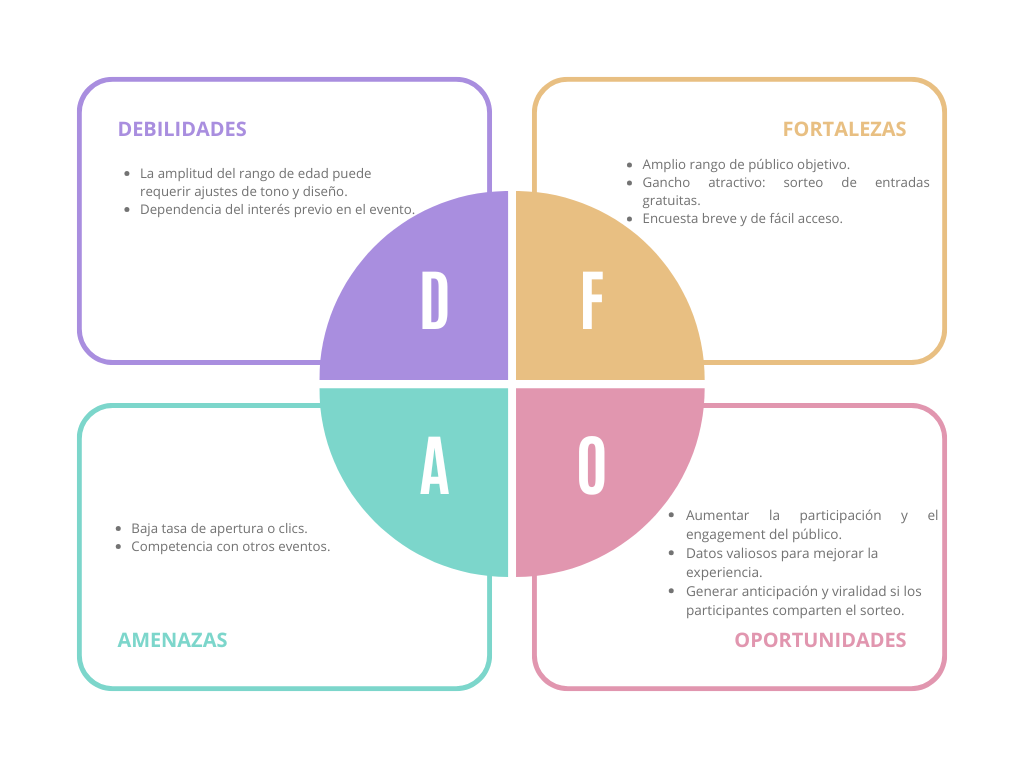 DEBILIDADES
• La amplitud del rango de edad puede
requerir ajustes de tono y diseño.
• Dependencia del interés previo en el evento.
FORTALEZAS
• Amplio rango de público objetivo.
• Gancho atractivo: sorteo de entradas
gratuitas.
• Encuesta breve y de fácil acceso.
D
F
A
O
• Baja tasa de apertura o clics.
• Competencia con otros eventos.
AMENAZAS
• Aumentar la participación y el
engagement del público.
• Datos valiosos para mejorar la
experiencia.
• Generar anticipación y viralidad si los
participantes comparten el sorteo.
OPORTUNIDADES